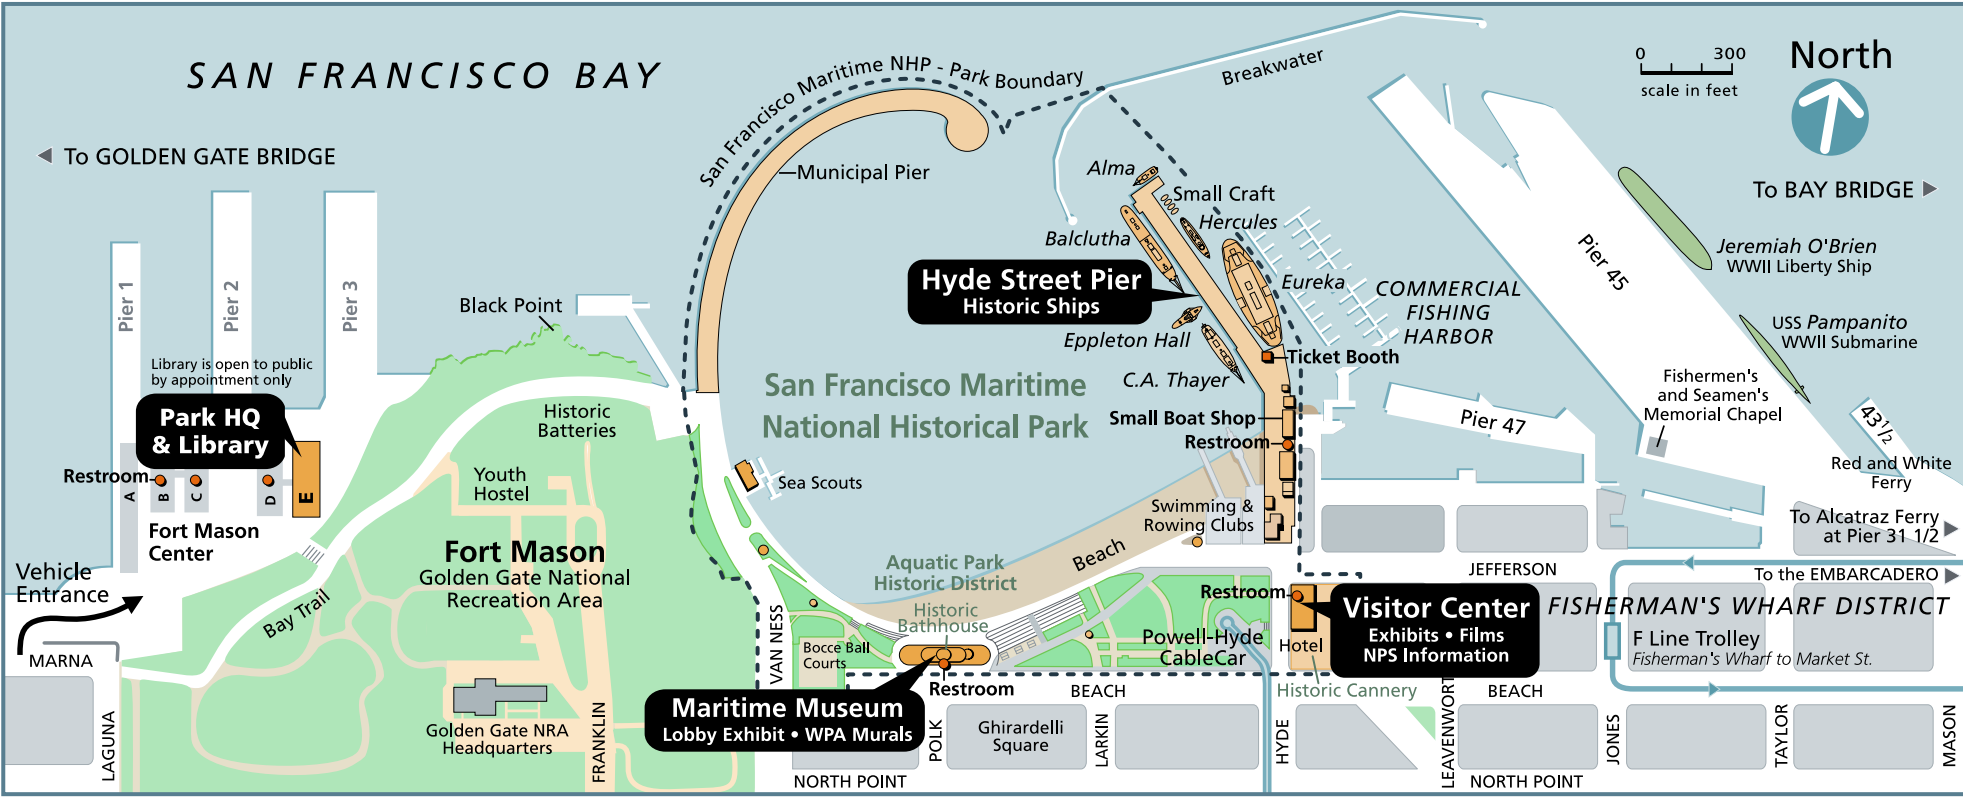 SAN FRANCISCO BAY
San Francisco Maritime NHP - Park Boundary
Breakwater
0 300
scale in feet
North
To GOLDEN GATE BRIDGE
Municipal Pier
Alma
Small Craft
Hercules
Balclutha
To BAY BRIDGE
Pier 45
Jeremiah O'Brien
WWII Liberty Ship
Pier 1
Pier 2
Pier 3
Black Point
Hyde Street Pier
Historic Ships
Eureka
COMMERCIAL
FISHING
HARBOR
USS Pampanito
WWII Submarine
Eppleton Hall
Ticket Booth
Library is open to public
by appointment only
C.A. Thayer
San Francisco Maritime
National Historical Park
Fishermen's
and Seamen's
Memorial Chapel
Park HQ
& Library
Historic
Batteries
Small Boat Shop
Pier 47
43 1/2
Restroom
Restroom
A
B
C
D
E
Youth
Hostel
Sea Scouts
Red and White
Ferry
Fort Mason
Center
Swimming &
Rowing Clubs
To Alcatraz Ferry
at Pier 31 1/2
Fort Mason
Golden Gate National
Recreation Area
Aquatic Park
Historic District
Beach
Vehicle
Entrance
JEFFERSON
To the EMBARCADERO
Bay Trail
VAN NESS
Historic
Bathhouse
Restroom
Visitor Center
Exhibits • Films
NPS Information
FISHERMAN'S WHARF DISTRICT
MARNA
Bocce Ball
Courts
Powell-Hyde
CableCar
Hotel
F Line Trolley
Fisherman's Wharf to Market St.
Restroom
BEACH
Historic Cannery
BEACH
Maritime Museum
Lobby Exhibit • WPA Murals
Golden Gate NRA
Headquarters
LAGUNA
FRANKLIN
POLK
Ghirardelli
Square
LARKIN
HYDE
LEAVENWORT
JONES
TAYLOR
MASON
NORTH POINT
NORTH POINT